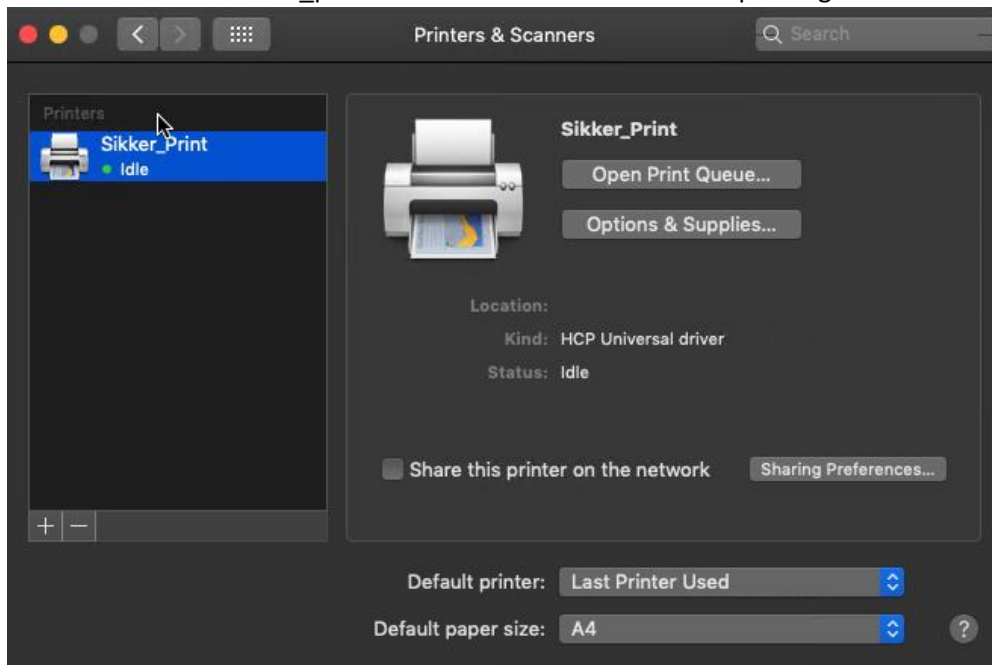 Printers & Scanners
Search
Printers
Sikker_Print
Idle
Sikker_Print
Open Print Queue...
Options & Supplies...
Location:
Kind: HCP Universal driver
Status: Idle
Share this printer on the network
Sharing Preferences...
Default printer: Last Printer Used
Default paper size: A4
?